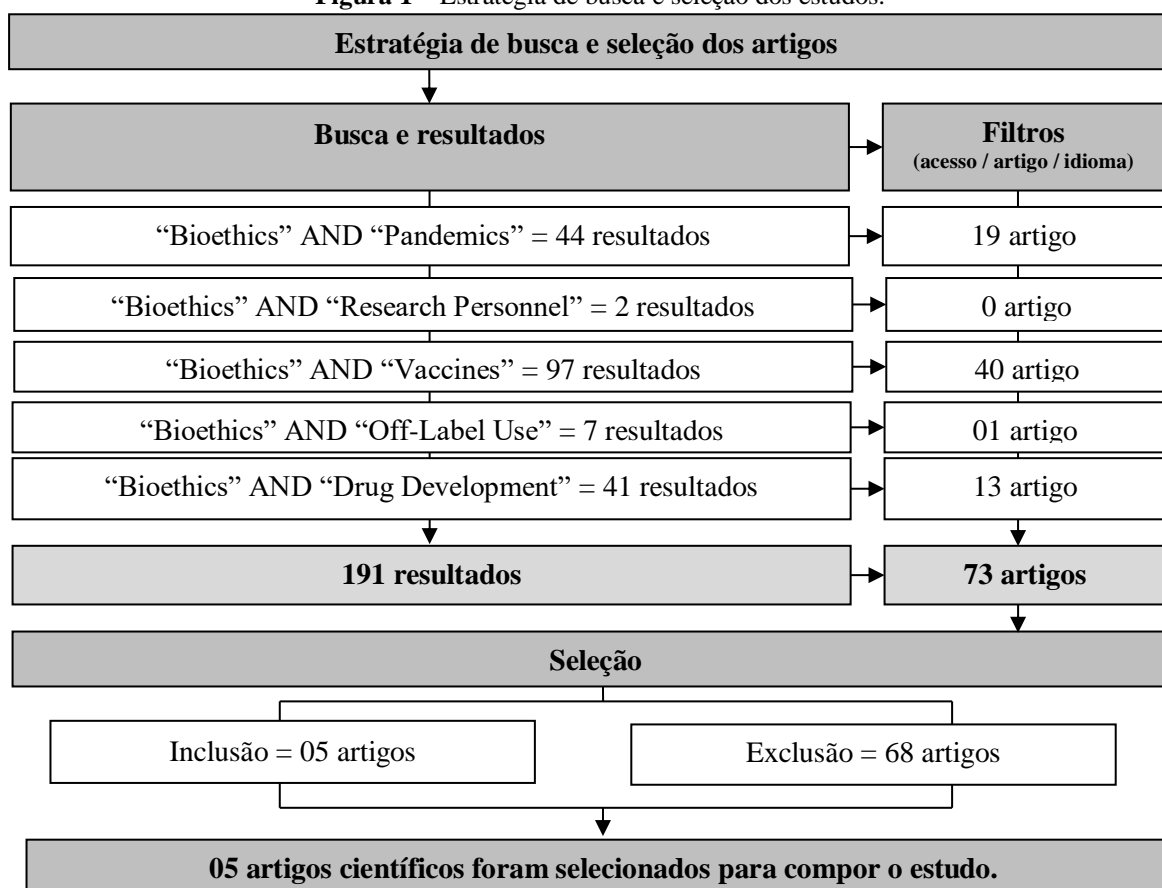 Figura 1 – Estratégia de busca e seleção dos estudos.
Estratégia de busca e seleção dos artigos
Busca e resultados
Filtros
(acesso / artigo / idioma)
“Bioethics” AND “Pandemics” = 44 resultados
19 artigo
“Bioethics” AND “Research Personnel” = 2 resultados
0 artigo
“Bioethics” AND “Vaccines” = 97 resultados
40 artigo
“Bioethics” AND “Off-Label Use” = 7 resultados
01 artigo
“Bioethics” AND “Drug Development” = 41 resultados
13 artigo
191 resultados
73 artigos
Seleção
Inclusão = 05 artigos
Exclusão = 68 artigos
05 artigos científicos foram selecionados para compor o estudo.